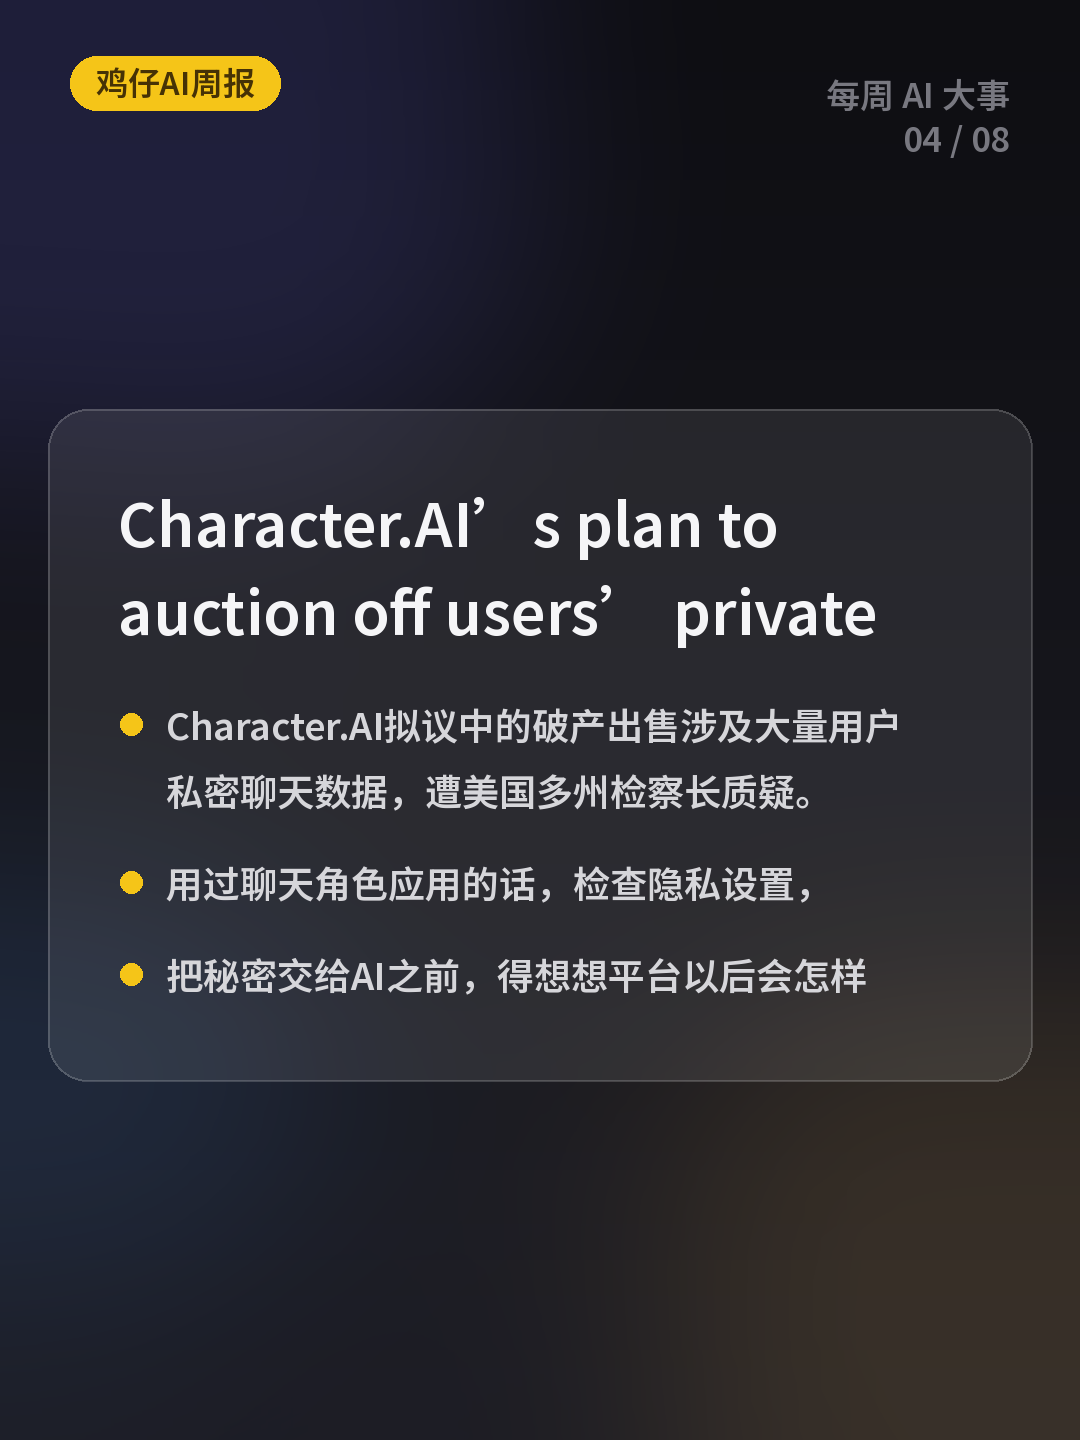 鸡仔AI周报
每周 AI 大事
04 / 08
Character.AI’s plan to
auction off users’ private
Character.AI拟议中的破产出售涉及大量用户
私密聊天数据，遭美国多州检察长质疑。
用过聊天角色应用的话，检查隐私设置，
把秘密交给AI之前，得想想平台以后会怎样